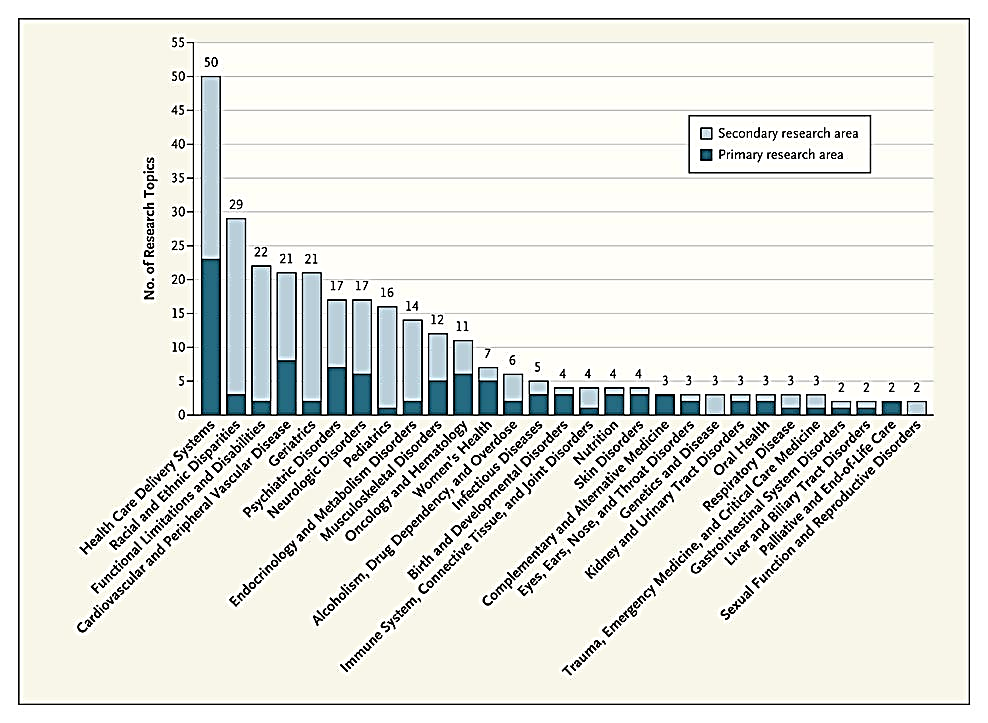 55
50
45
40
35
30
25
20
15
10
5
0
No. of Research Topics
50
29
22
21
21
17
17
16
14
12
11
7
6
5
4
4
4
4
3
3
3
3
3
3
3
2
2
2
2
Secondary research area
Primary research area
Health Care Delivery Systems
Racial and Ethnic Disparities
Functional Limitations and Disabilities
Cardiovascular and Peripheral Vascular Disease
Geriatrics
Psychiatric Disorders
Neurologic Disorders
Pediatrics
Endocrinology and Metabolism Disorders
Musculoskeletal Disorders
Oncology and Hematology
Women's Health
Alcoholism, Drug Dependency, and Overdose
Infectious Diseases
Birth and Developmental Disorders
Immune System, Connective Tissue, and Joint Disorders
Nutrition
Skin Disorders
Complementary and Alternative Medicine
Eyes, Ears, Nose, and Throat Disorders
Genetics and Disease
Kidney and Urinary Tract Disorders
Oral Health
Respiratory Disease
Trauma, Emergency Medicine, and Critical Care Medicine
Gastrointestinal System Disorders
Liver and Biliary Tract Disorders
Palliative and End-of-Life Care
Sexual Function and Reproductive Disorders